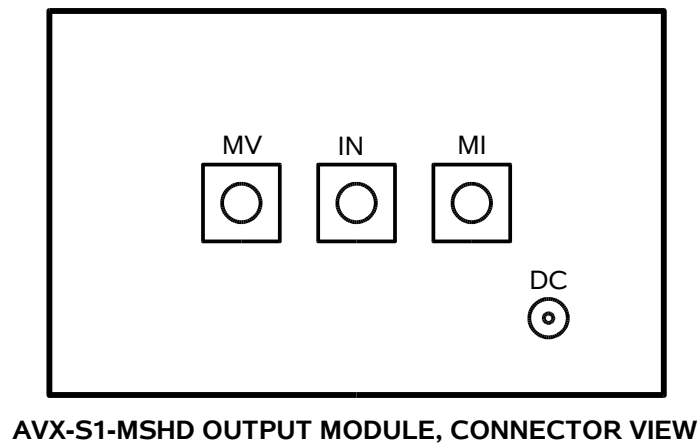 MV IN MI
DC
AVX-S1-MSHD OUTPUT MODULE, CONNECTOR VIEW